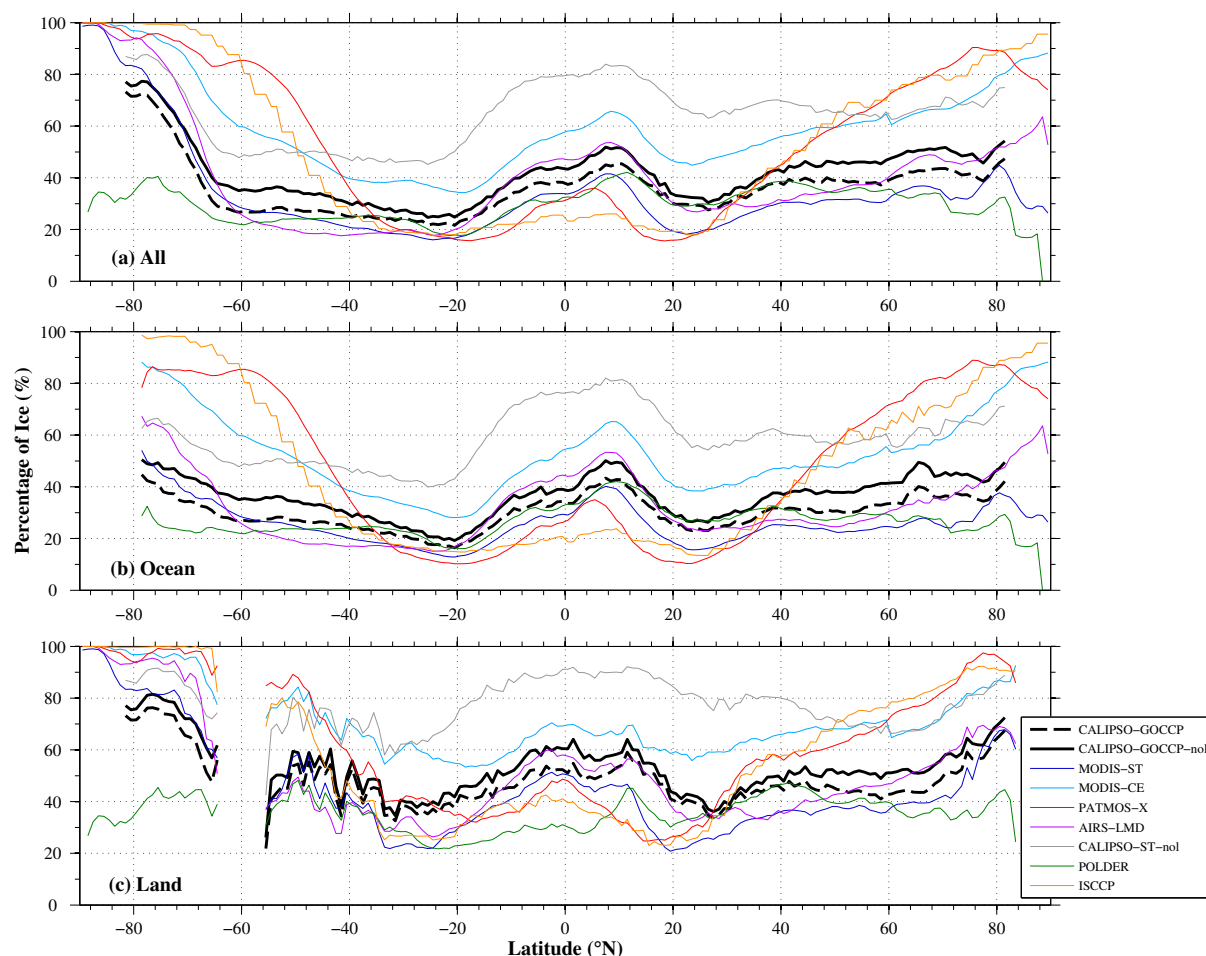 100
80
60
40
20
0
(a) All
−80 −60 −40 −20 0 20 40 60 80
100
80
60
40
20
0
(b) Ocean
−80 −60 −40 −20 0 20 40 60 80
Percentage of Ice (%)
100
80
60
40
20
0
(c) Land
−80 −60 −40 −20 0 20 40 60 80
Latitude (°N)
CALIPSO−GOCCP
CALIPSO−GOCCP−nol
MODIS−ST
MODIS−CE
PATMOS−X
AIRS−LMD
CALIPSO−ST−nol
POLDER
ISCCP